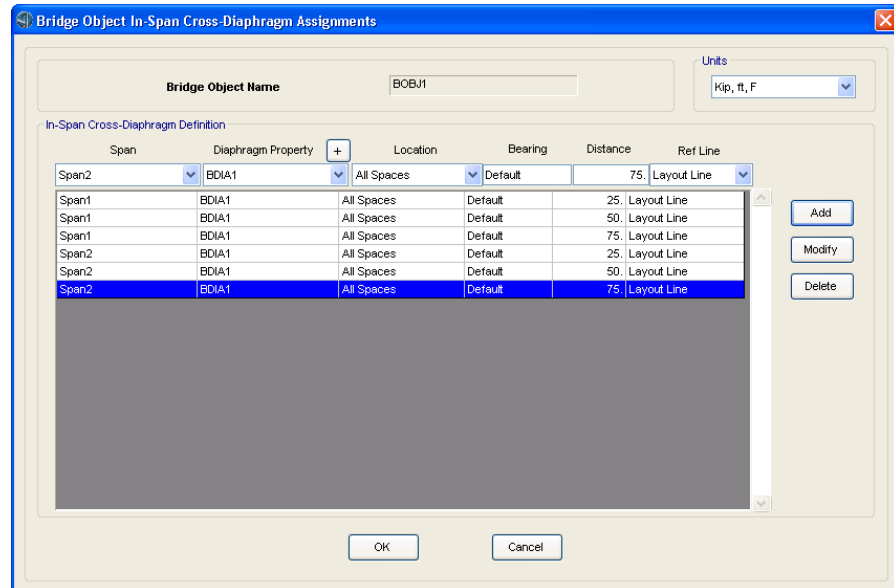 Bridge Object In-Span Cross-Diaphragm Assignments
Units
Bridge Object Name BOBJ1 Kip, ft, F
In-Span Cross-Diaphragm Definition
Span Diaphragm Property + Location Bearing Distance Ref Line
Span2 BDIA1 All Spaces Default 75. Layout Line
Span1 BDIA1 All Spaces Default 25. Layout Line
Span1 BDIA1 All Spaces Default 50. Layout Line
Span1 BDIA1 All Spaces Default 75. Layout Line
Span2 BDIA1 All Spaces Default 25. Layout Line
Span2 BDIA1 All Spaces Default 50. Layout Line
Span2 BDIA1 All Spaces Default 75. Layout Line
Add
Modify
Delete
OK Cancel